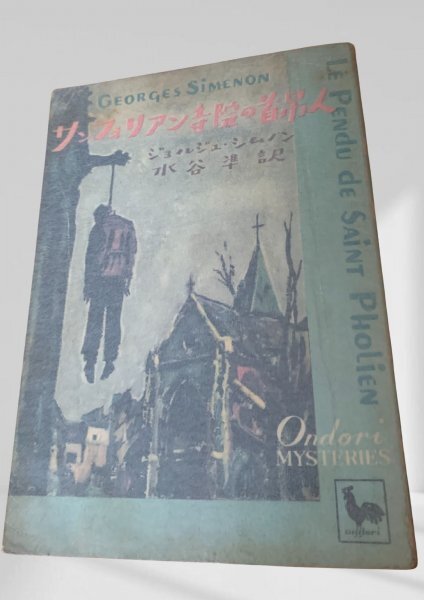 GEORGES SIMENON
サンフォリアン寺院の首吊人
ジョルジュ・シムノン
水谷準訳
LE PENDU DE SAINT PHOLIEN
Ondori
MYSTERIES
ondori